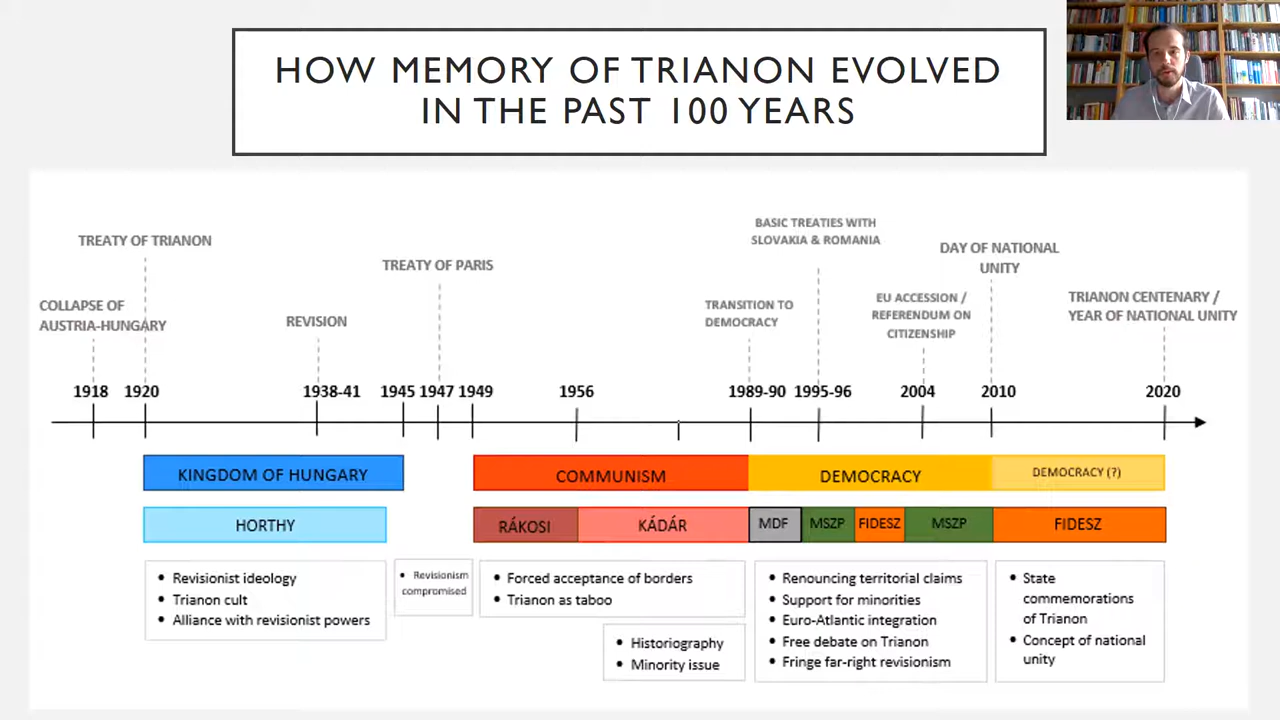 HOW MEMORY OF TRIANON EVOLVED
IN THE PAST 100 YEARS
TREATY OF TRIANON
COLLAPSE OF
AUSTRIA-HUNGARY
REVISION
TREATY OF PARIS
TRANSITION TO
DEMOCRACY
BASIC TREATIES WITH
SLOVAKIA & ROMANIA
EU ACCESSION /
REFERENDUM ON
CITIZENSHIP
DAY OF NATIONAL
UNITY
TRIANON CENTENARY /
YEAR OF NATIONAL UNITY
1918 1920 1938-41 1945 1947 1949 1956 1989-90 1995-96 2004 2010 2020
KINGDOM OF HUNGARY COMMUNISM DEMOCRACY DEMOCRACY (?)
HORTHY RÁKOSI KÁDÁR MDF MSZP FIDESZ MSZP FIDESZ
• Revisionist ideology
• Trianon cult
• Alliance with revisionist powers
• Revisionism
compromised
• Forced acceptance of borders
• Trianon as taboo
• Historiography
• Minority issue
• Renouncing territorial claims
• Support for minorities
• Euro-Atlantic integration
• Free debate on Trianon
• Fringe far-right revisionism
• State
commemorations
of Trianon
• Concept of national
unity